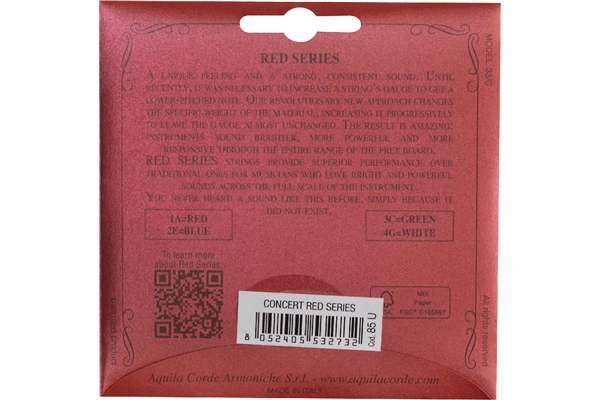 RED SERIES
A UNIQUE FEELING AND A STRONG, CONSISTENT SOUND. UNTIL
RECENTLY, IT WAS NECESSARY TO INCREASE A STRING'S GAUGE TO GET A
LOWER-PITCHED NOTE. OUR REVOLUTIONARY NEW APPROACH CHANGES
THE SPECIFIC WEIGHT OF THE MATERIAL, INCREASING IT PROGRESSIVELY
TO LEAVE THE GAUGE ALMOST UNCHANGED. THE RESULT IS AMAZING:
INSTRUMENTS SOUND BRIGHTER, MORE POWERFUL AND MORE
RESPONSIVE THROUGH THE ENTIRE RANGE OF THE FRET BOARD.
RED SERIES STRINGS PROVIDE SUPERIOR PERFORMANCE OVER
TRADITIONAL ONES FOR MUSICIANS WHO LOVE BRIGHT AND POWERFUL
SOUNDS ACROSS THE FULL SCALE OF THE INSTRUMENT.
YOU NEVER HEARD A SOUND LIKE THIS BEFORE, SIMPLY BECAUSE IT
DID NOT EXIST.
1A=RED
2E=BLUE
3C=GREEN
4G=WHITE
To learn more
about Red Series
MIX
Paper
CONCERT RED SERIES
8 052405 532732
Cod. 85 U
patented product
All rights reserved
Aquila Corde Armoniche S.r.l. - www.aquilacorde.com
MADE IN ITALY